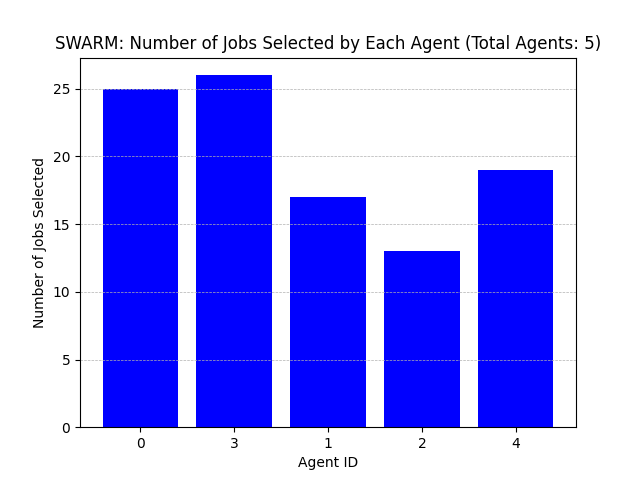 SWARM: Number of Jobs Selected by Each Agent (Total Agents: 5)
Number of Jobs Selected
25
20
15
10
5
0
0 3 1 2 4
Agent ID